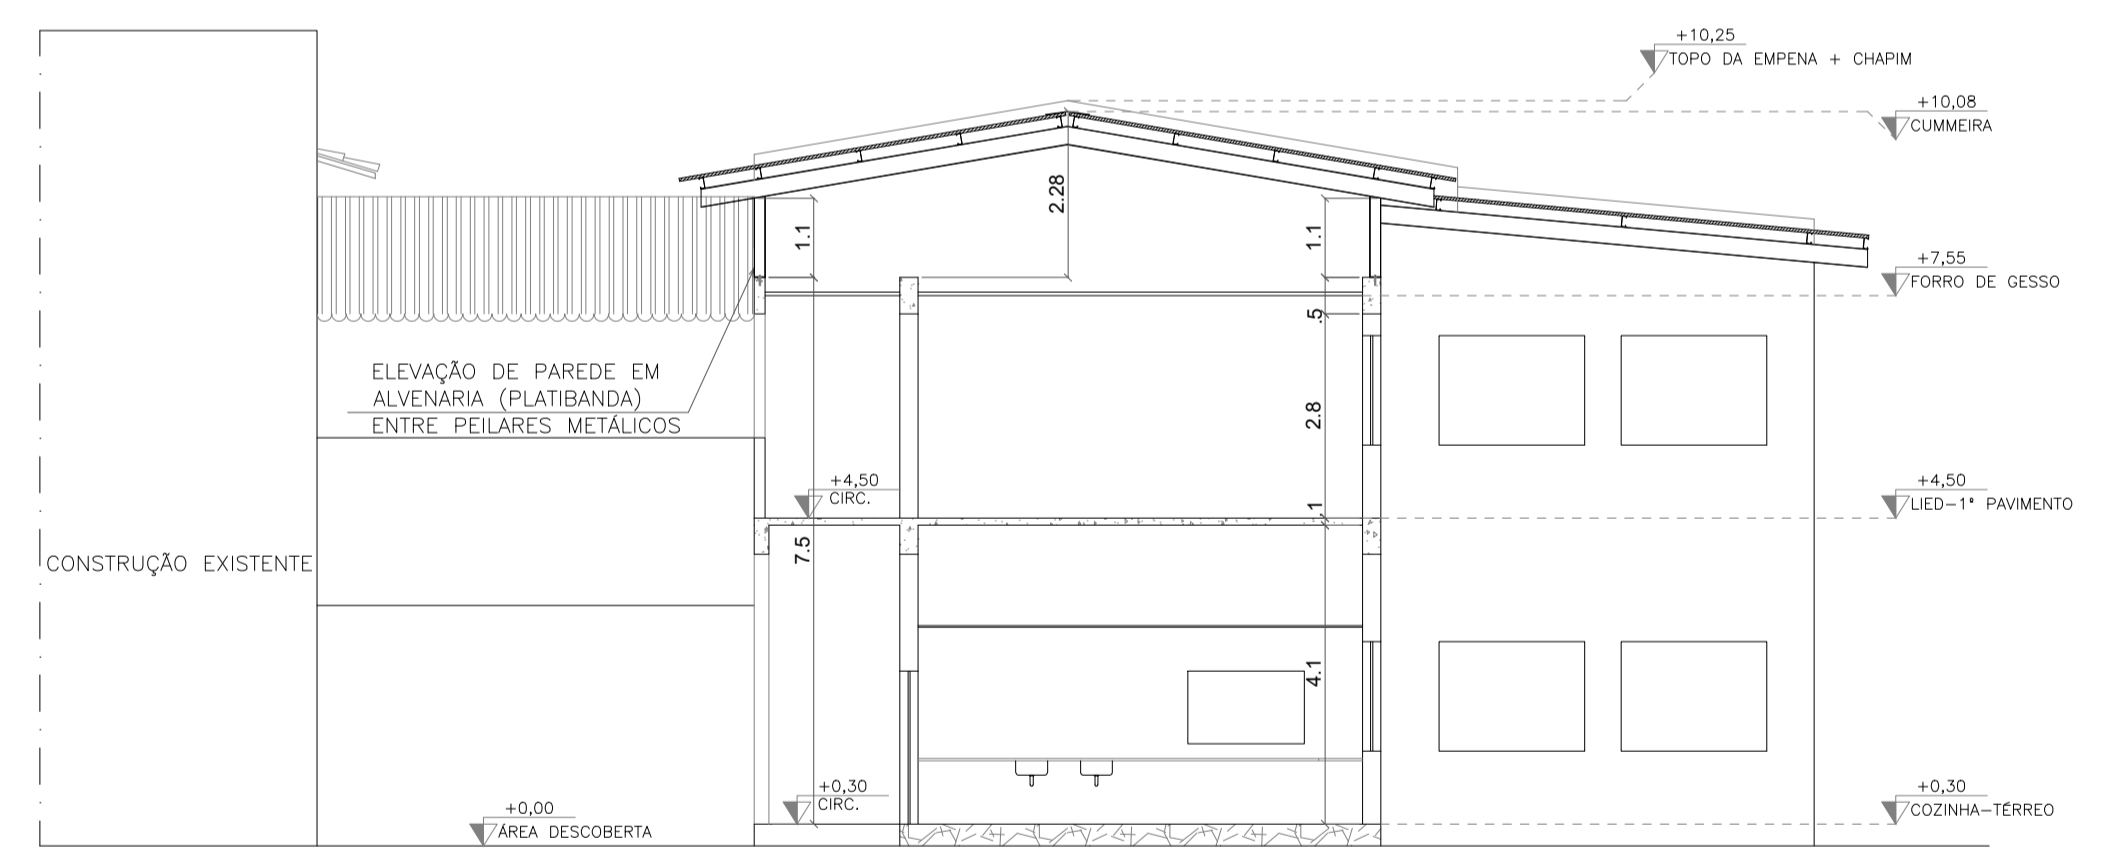 +10,25
TOPO DA EMPENA + CHAPIM
+10,08
CUMMEIRA
2.28
1.1
1.1
+7,55
FORRO DE GESSO
.5
ELEVAÇÃO DE PAREDE EM
ALVENARIA (PLATIBANDA)
ENTRE PEILARES METÁLICOS
2.8
+4,50
CIRC.
+4,50
LIED-1° PAVIMENTO
.1
7.5
CONSTRUÇÃO EXISTENTE
4.1
+0,30
CIRC.
+0,30
COZINHA-TÉRREO
+0,00
ÁREA DESCOBERTA